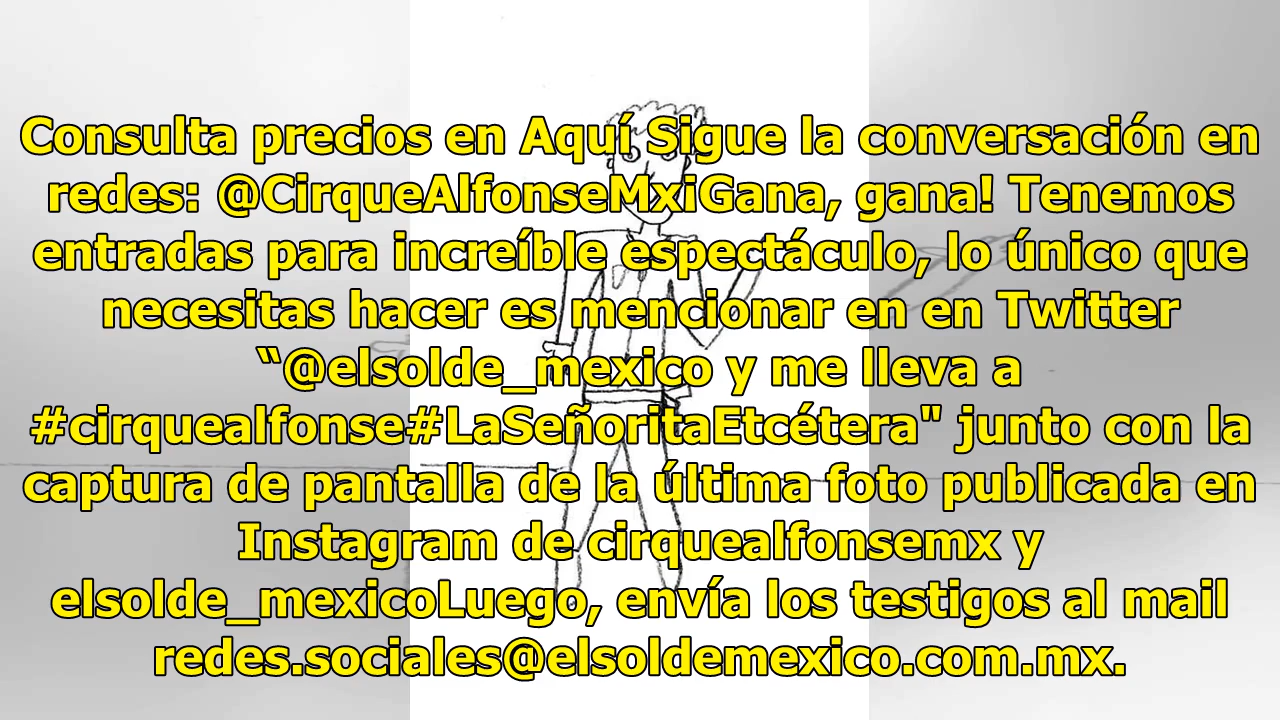 Consulta precios en Aquí Sigue la conversación en
redes: @CirqueAlfonseMxiGana, gana! Tenemos
entradas para increíble espectáculo, lo único que
necesitas hacer es mencionar en en Twitter
“@elsolde_mexico y me lleva a
#cirquealfonse#LaSeñoritaEtcétera" junto con la
captura de pantalla de la última foto publicada en
Instagram de cirquealfonsemx y
elsolde_mexicoLuego, envía los testigos al mail
redes.sociales@elsoldemexico.com.mx.